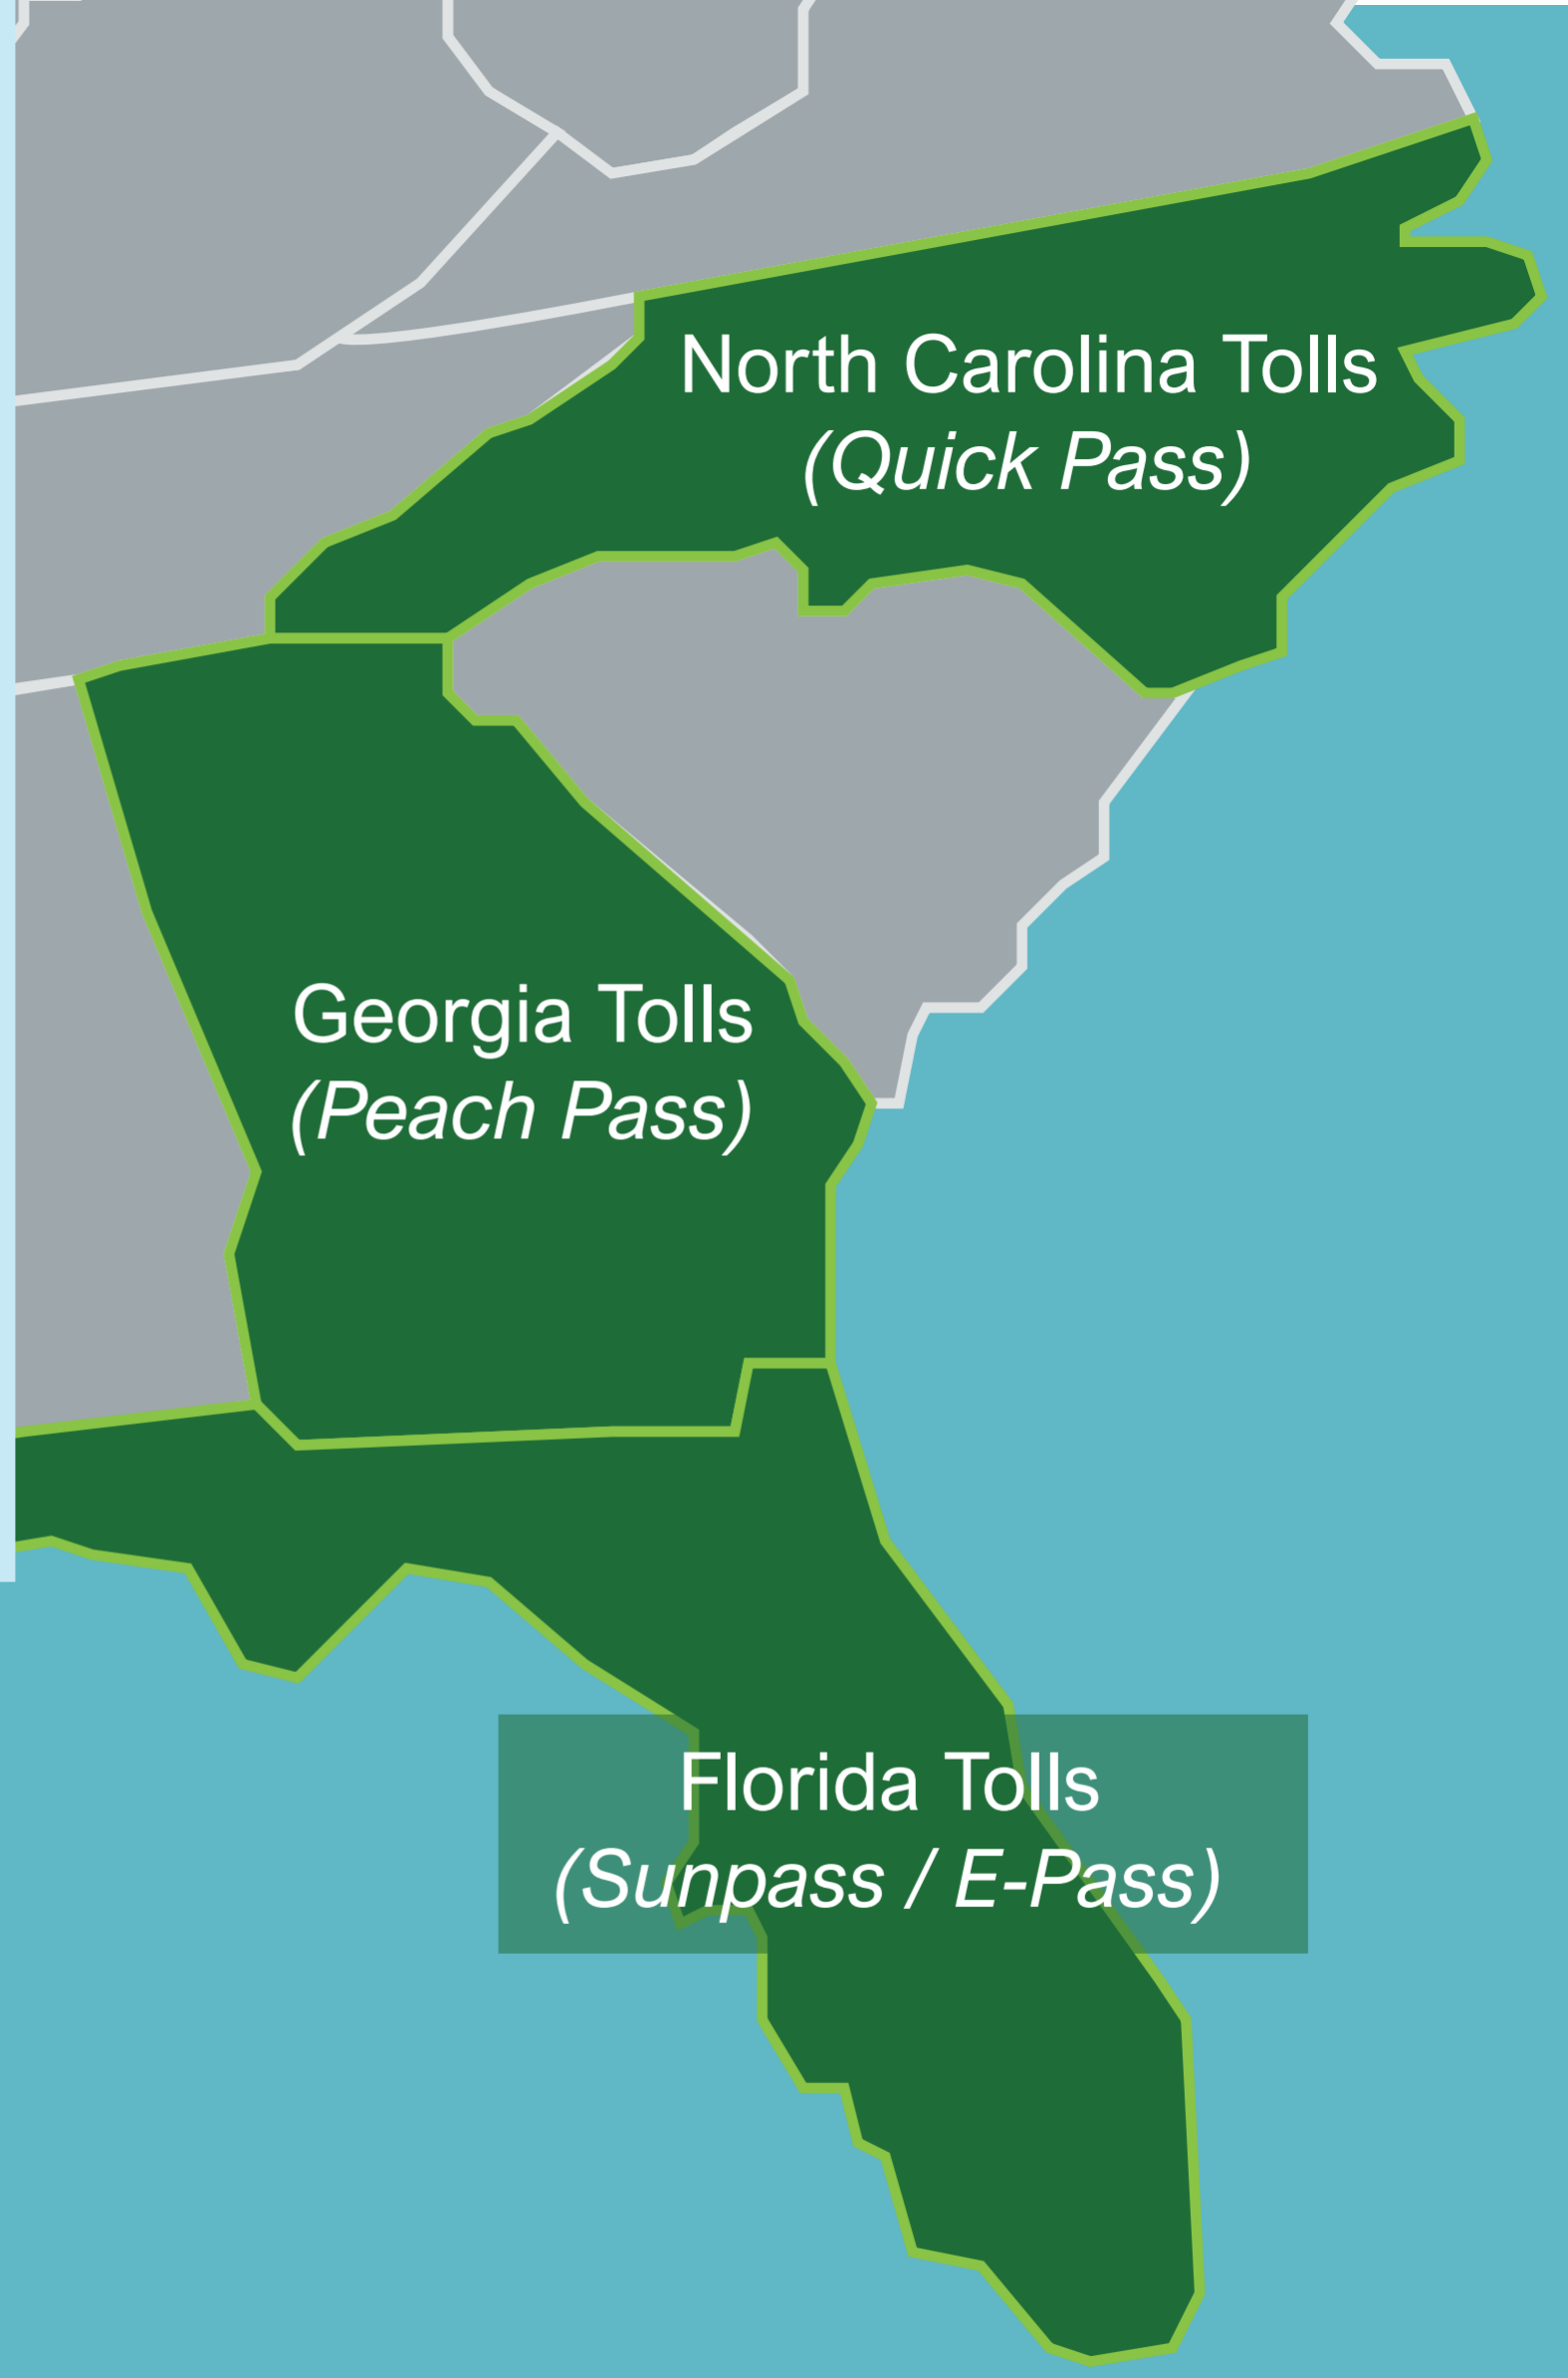 North Carolina Tolls
(Quick Pass)
Georgia Tolls
(Peach Pass)
Florida Tolls
(Sunpass / E-Pass)